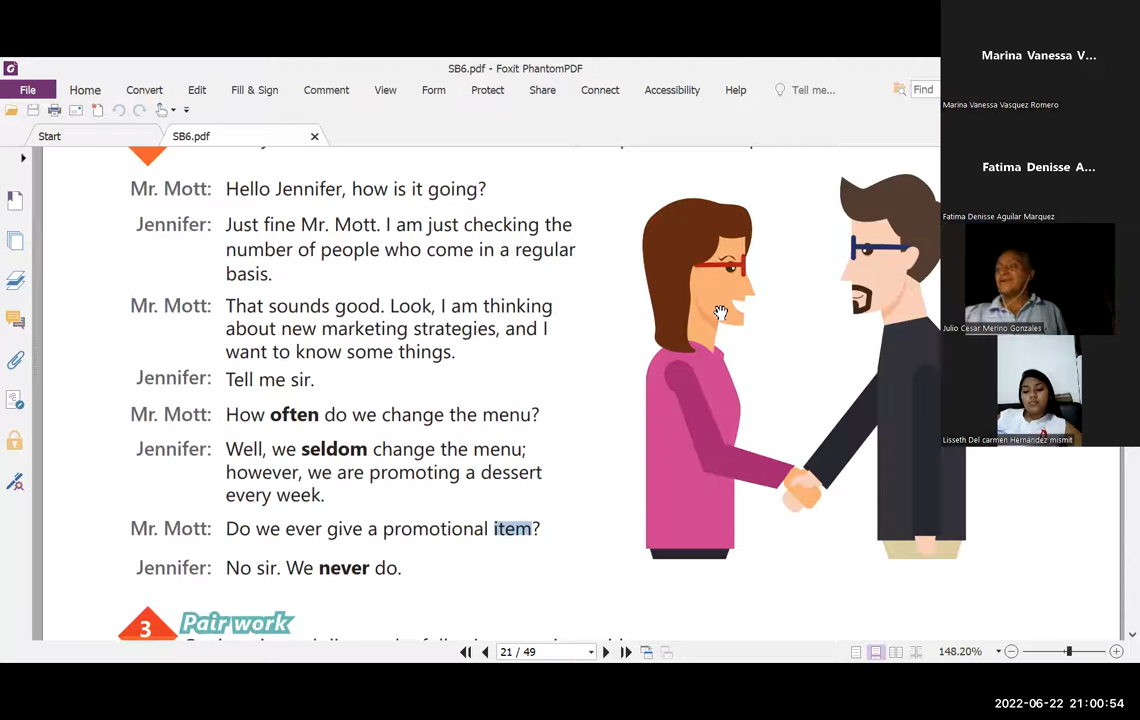 SB6.pdf - Foxit PhantomPDF
File Home Convert Edit Fill & Sign Comment View Form Protect Share Connect Accessibility Help Tell me... Find
Start SB6.pdf
Mr. Mott: Hello Jennifer, how is it going?
Jennifer: Just fine Mr. Mott. I am just checking the
number of people who come in a regular
basis.
Mr. Mott: That sounds good. Look, I am thinking
about new marketing strategies, and I
want to know some things.
Jennifer: Tell me sir.
Mr. Mott: How often do we change the menu?
Jennifer: Well, we seldom change the menu;
however, we are promoting a dessert
every week.
Mr. Mott: Do we ever give a promotional item?
Jennifer: No sir. We never do.
3 Pair work
21 / 49
148.20%
Marina Vanessa V...
Marina Vanessa Vasquez Romero
Fatima Denisse A...
Fatima Denisse Aguilar Marquez
Julio Cesar Merino Gonzales
Lisseth Del carmen Hernández mismit
2022-06-22 21:00:54